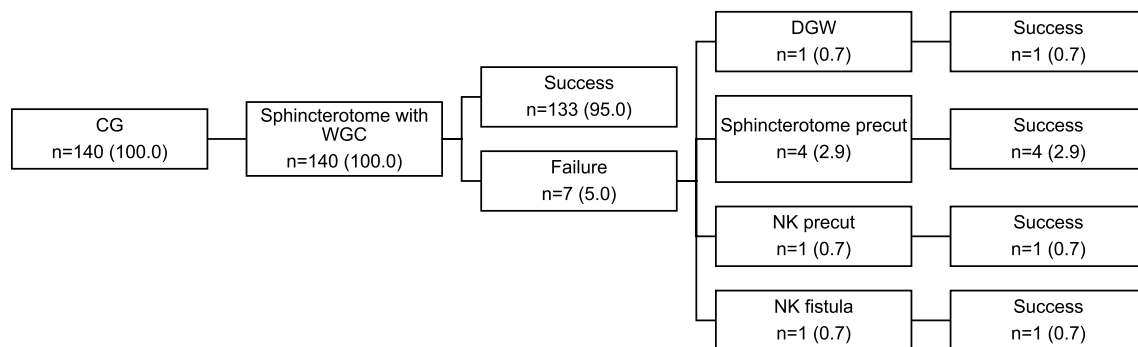 CG
n=140 (100.0)
Sphincterotome with
WGC
n=140 (100.0)
Success
n=133 (95.0)
Failure
n=7 (5.0)
DGW
n=1 (0.7)
Success
n=1 (0.7)
Sphincterotome precut
n=4 (2.9)
Success
n=4 (2.9)
NK precut
n=1 (0.7)
Success
n=1 (0.7)
NK fistula
n=1 (0.7)
Success
n=1 (0.7)